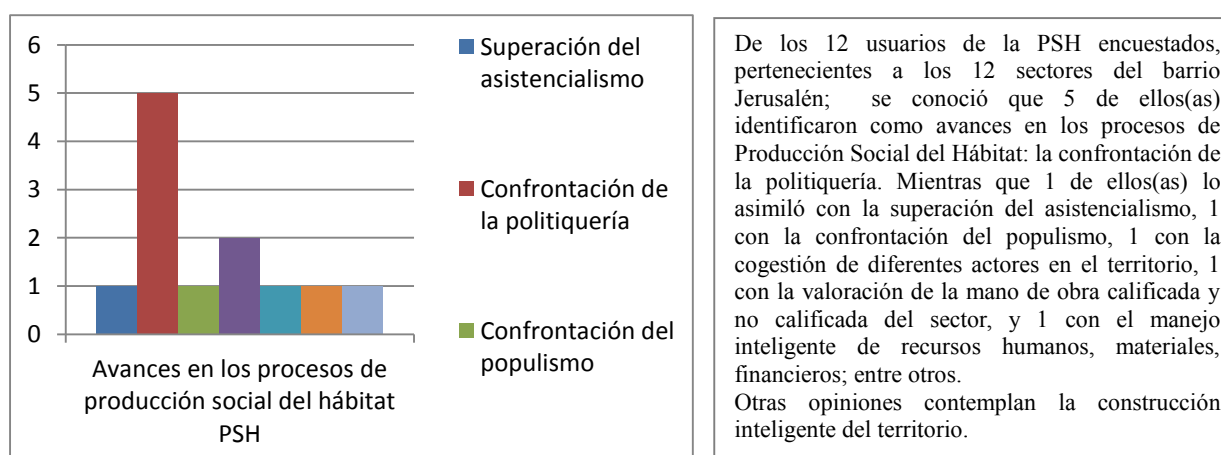 6
5
4
3
2
1
0
Avances en los procesos de
producción social del hábitat
PSH
Superación del
asistencialismo
Confrontación de
la politiquería
Confrontación del
populismo
De los 12 usuarios de la PSH encuestados,
pertenecientes a los 12 sectores del barrio
Jerusalén; se conoció que 5 de ellos(as)
identificaron como avances en los procesos de
Producción Social del Hábitat: la confrontación de
la politiquería. Mientras que 1 de ellos(as) lo
asimiló con la superación del asistencialismo, 1
con la confrontación del populismo, 1 con la
cogestión de diferentes actores en el territorio, 1
con la valoración de la mano de obra calificada y
no calificada del sector, y 1 con el manejo
inteligente de recursos humanos, materiales,
financieros; entre otros.
Otras opiniones contemplan la construcción
inteligente del territorio.